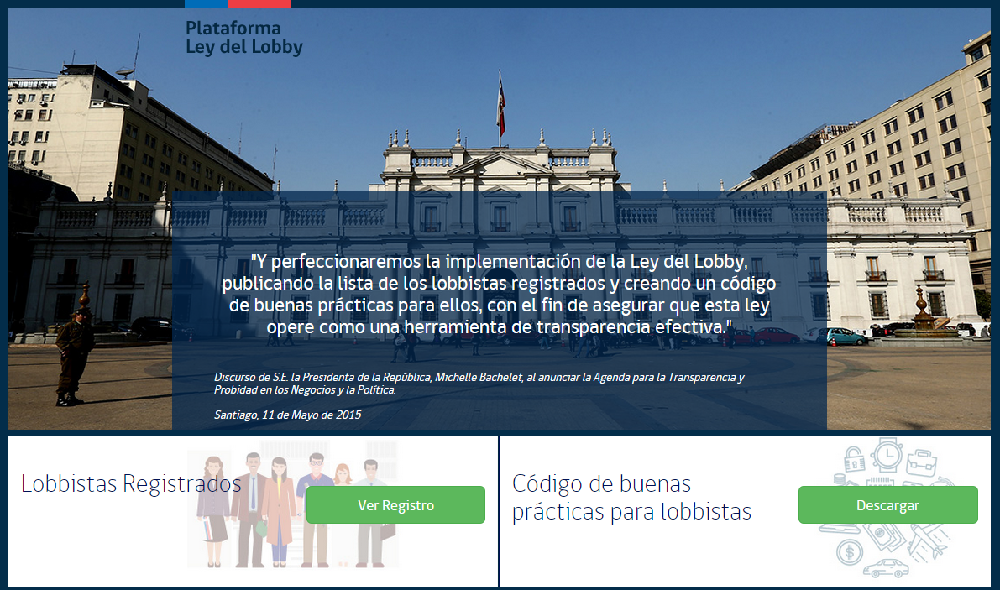 Plataforma
Ley del Lobby
"Y perfeccionaremos la implementación de la Ley del Lobby,
publicando la lista de los lobbistas registrados y creando un código
de buenas prácticas para ellos, con el fin de asegurar que esta ley
opere como una herramienta de transparencia efectiva."
Discurso de S.E. la Presidenta de la República, Michelle Bachelet, al anunciar la Agenda para la Transparencia y
Probidad en los Negocios y la Política.
Santiago, 11 de Mayo de 2015
Lobbistas Registrados
Ver Registro
Código de buenas
prácticas para lobbistas
Descargar